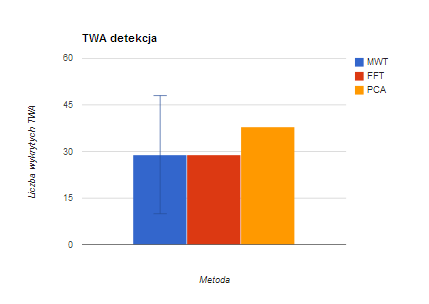 TWA detekcja
60
45
30
15
0
Liczba wykrytych TWA
Metoda
MWT
FFT
PCA